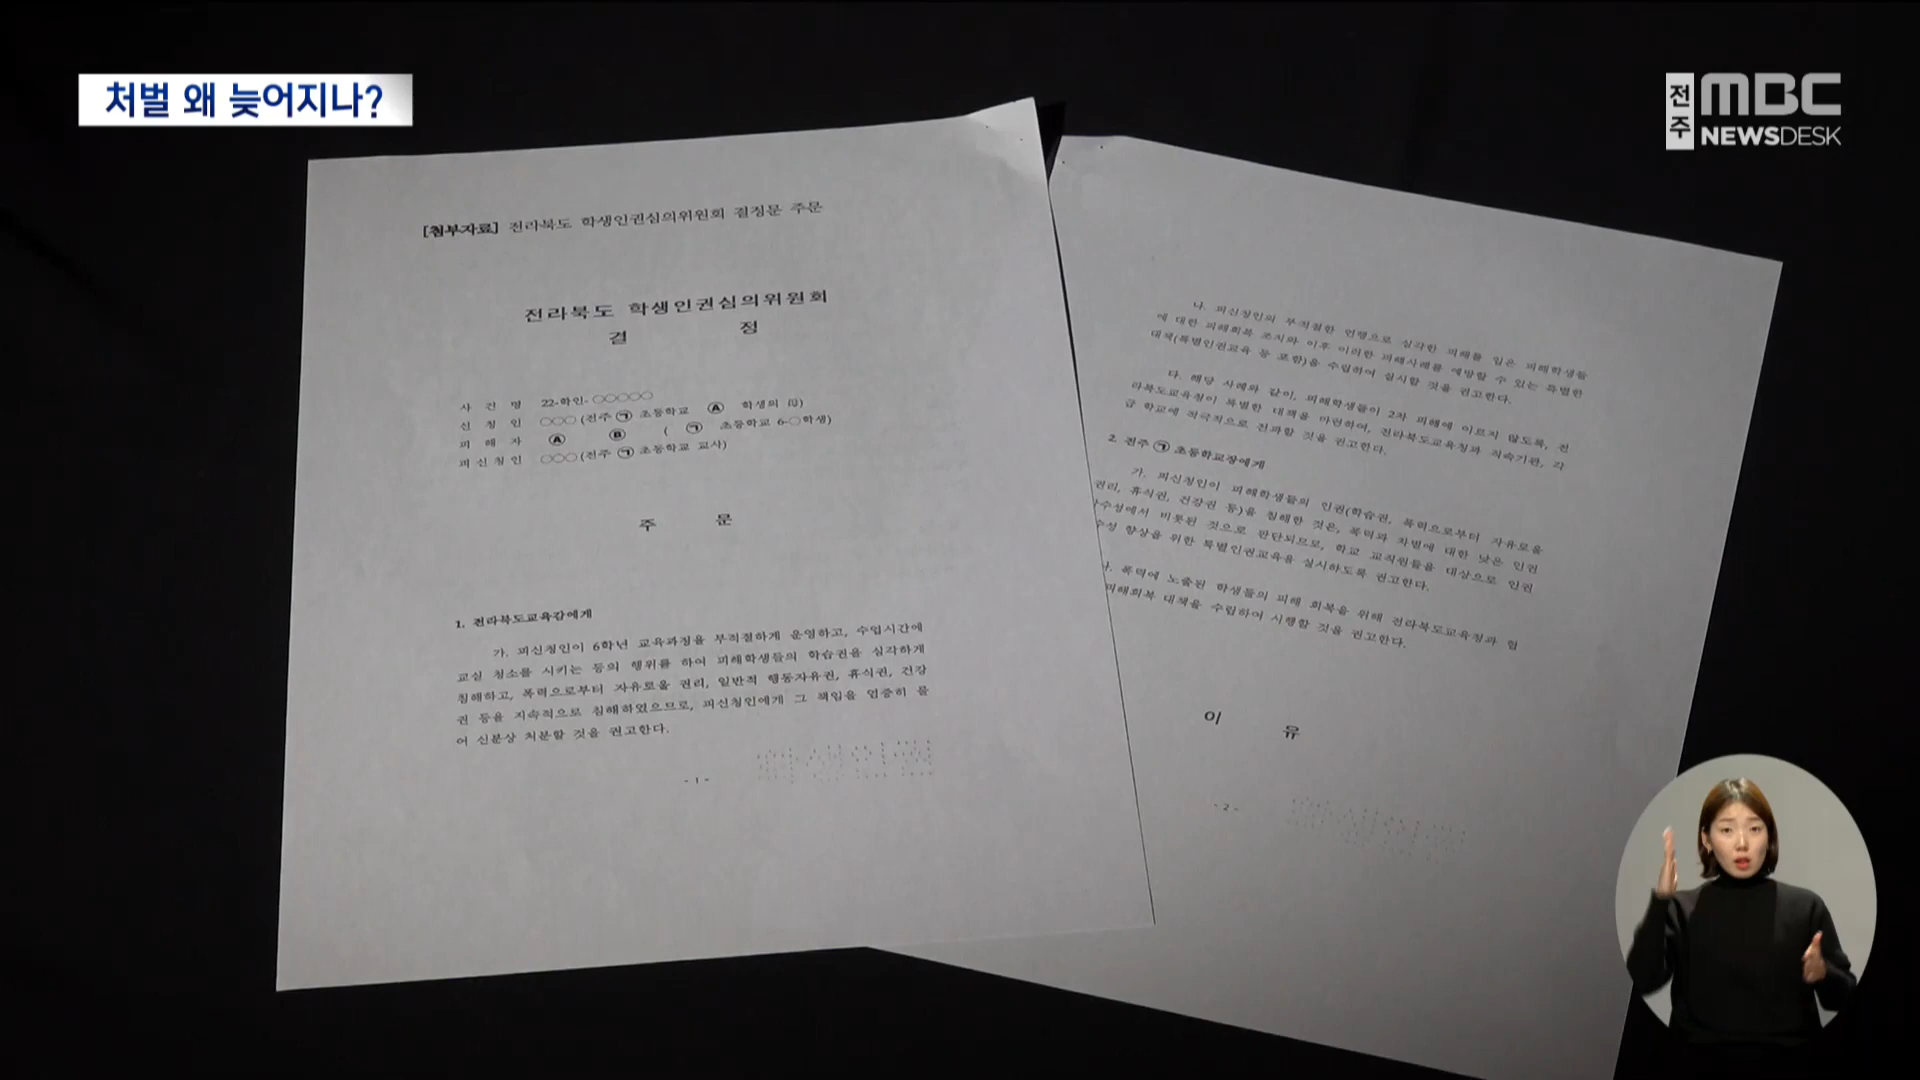 처벌 왜 늦어지나?
전주
MBC
NEWSDESK
[첨부자료] 전라북도 학생인권심의위원회 결정문 주문
전라북도 학생인권심의위원회
결 정
사 건 명 22-학인-○○○○○
신 청 인 ○○○ (전주 ㉠ 초등학교 Ⓐ 학생의 母)
피 해 자 Ⓐ Ⓑ ( ㉠ 초등학교 6-○학생)
피신청인 ○○○ (전주 ㉠ 초등학교 교사)
주 문
1. 전라북도교육감에게
가. 피신청인이 6학년 교육과정을 부적절하게 운영하고, 수업시간에
교실 청소를 시키는 등의 행위를 하여 피해학생들의 학습권을 심각하게
침해하고, 폭력으로부터 자유로울 권리, 일반적 행동자유권, 휴식권, 건강
권 등을 지속적으로 침해하였으므로, 피신청인에게 그 책임을 엄중히 물
어 신분상 처분할 것을 권고한다.
- 1 -
나. 피신청인의 부적절한 언행으로 심각한 피해를 입은 피해학생들
에 대한 피해회복 조치와 이후 이러한 피해사례를 예방할 수 있는 특별한
대책(특별인권교육 등 포함)을 수립하여 실시할 것을 권고한다.
다. 해당 사례와 같이, 피해학생들이 2차 피해에 이르지 않도록, 전
라북도교육청이 특별한 대책을 마련하여, 전라북도교육청과 직속기관, 각
급 학교에 적극적으로 전파할 것을 권고한다.
2. 전주 ㉠ 초등학교장에게
가. 피신청인이 피해학생들의 인권(학습권, 폭력으로부터 자유로울
권리, 휴식권, 건강권 등)을 침해한 것은, 폭력과 차별에 대한 낮은 인권
수성에서 비롯된 것으로 판단되므로, 학교 교직원들을 대상으로 인권
수성 향상을 위한 특별인권교육을 실시하도록 권고한다.
폭력에 노출된 학생들의 피해 회복을 위해 전라북도교육청과 협
피해회복 대책을 수립하여 시행할 것을 권고한다.
이 유
- 2 -